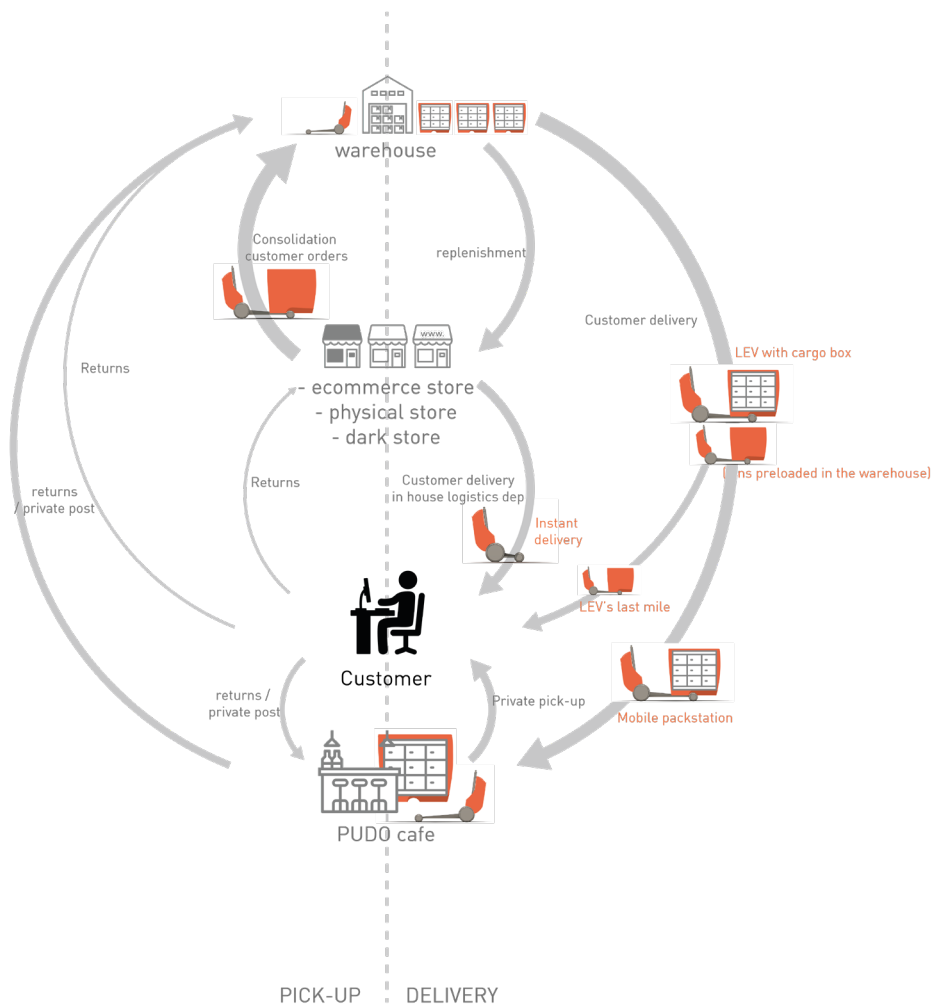 warehouse
Consolidation
customer orders
replenishment
Customer delivery
LEV with cargo box
www.
- ecommerce store
- physical store
- dark store
Returns
(
ns preloaded in the warehouse)
Returns
Customer delivery
in house logistics dep
returns
/ private post
Instant
delivery
LEV's last mile
Customer
returns /
private post
Private pick-up
Mobile packstation
PUDO cafe
PICK-UP
DELIVERY